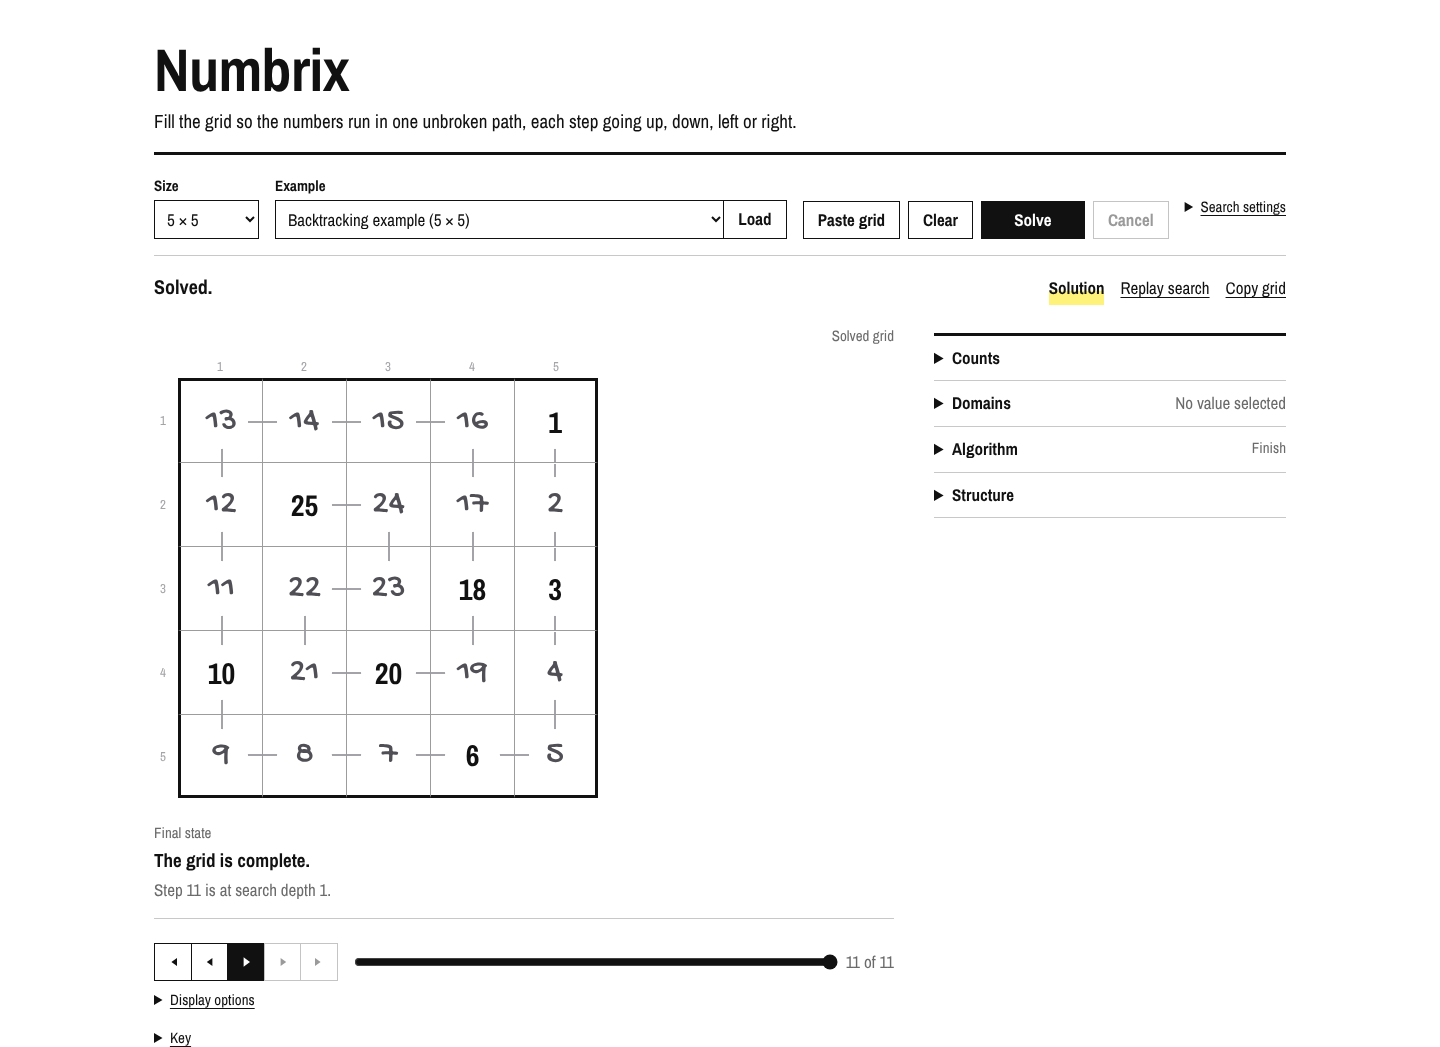 Numbrix
Fill the grid so the numbers run in one unbroken path, each step going up, down, left or right.
Size
Example
5 × 5
Backtracking example (5 × 5)
Load
Paste grid
Clear
Solve
Cancel
Search settings
Solved.
Solution
Replay search
Copy grid
Solved grid
1 2 3 4 5
1 13 14 15 16 1
2 12 25 24 17 2
3 11 22 23 18 3
4 10 21 20 19 4
5 9 8 7 6 5
Counts
Domains No value selected
Algorithm Finish
Structure
Final state
The grid is complete.
Step 11 is at search depth 1.
11 of 11
Display options
Key